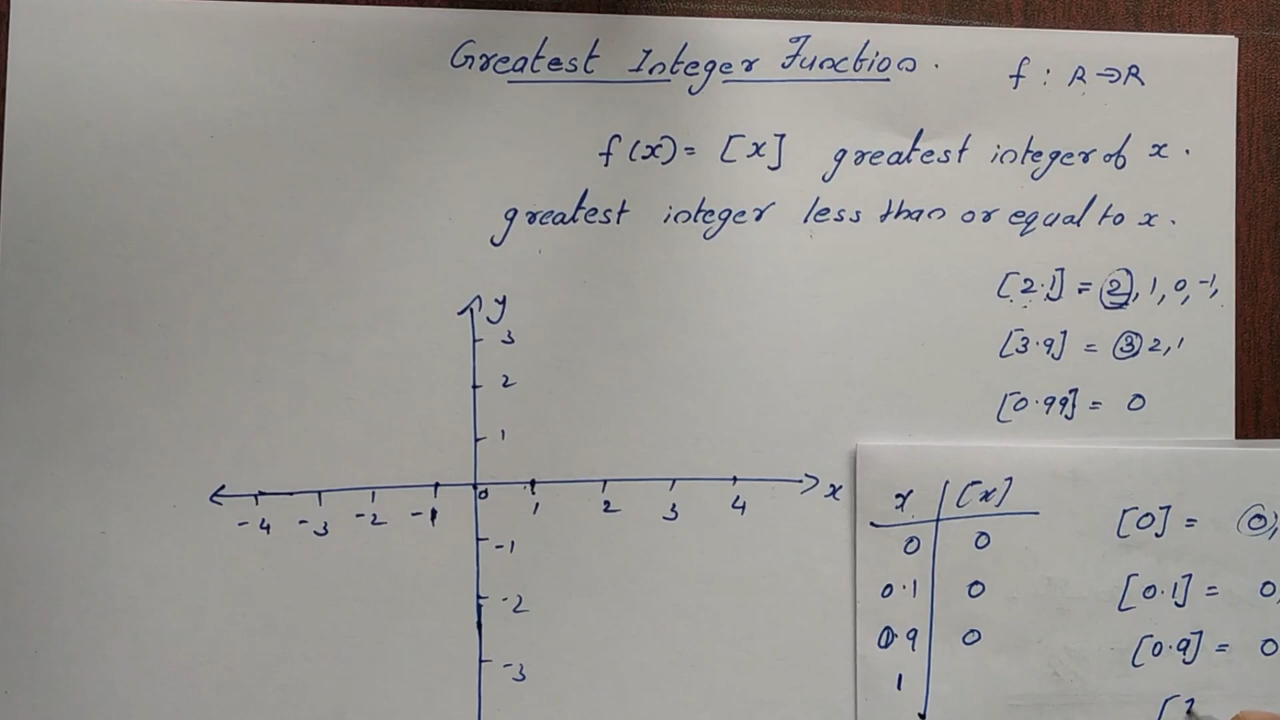 Greatest Integer Function.
f : R→R
f(x) = [x] greatest integer of x.
greatest integer less than or equal to x.
[2.1] = 2, 1, 0, -1,
[3.9] = 3 2, 1
[0.99] = 0
y
3
2
1
-4 -3 -2 -1 0 1 2 3 4 x
-1
-2
-3
x [x]
0 0
0.1 0
0.9 0
1
[0] = 0,
[0.1] = 0,
[0.9] = 0